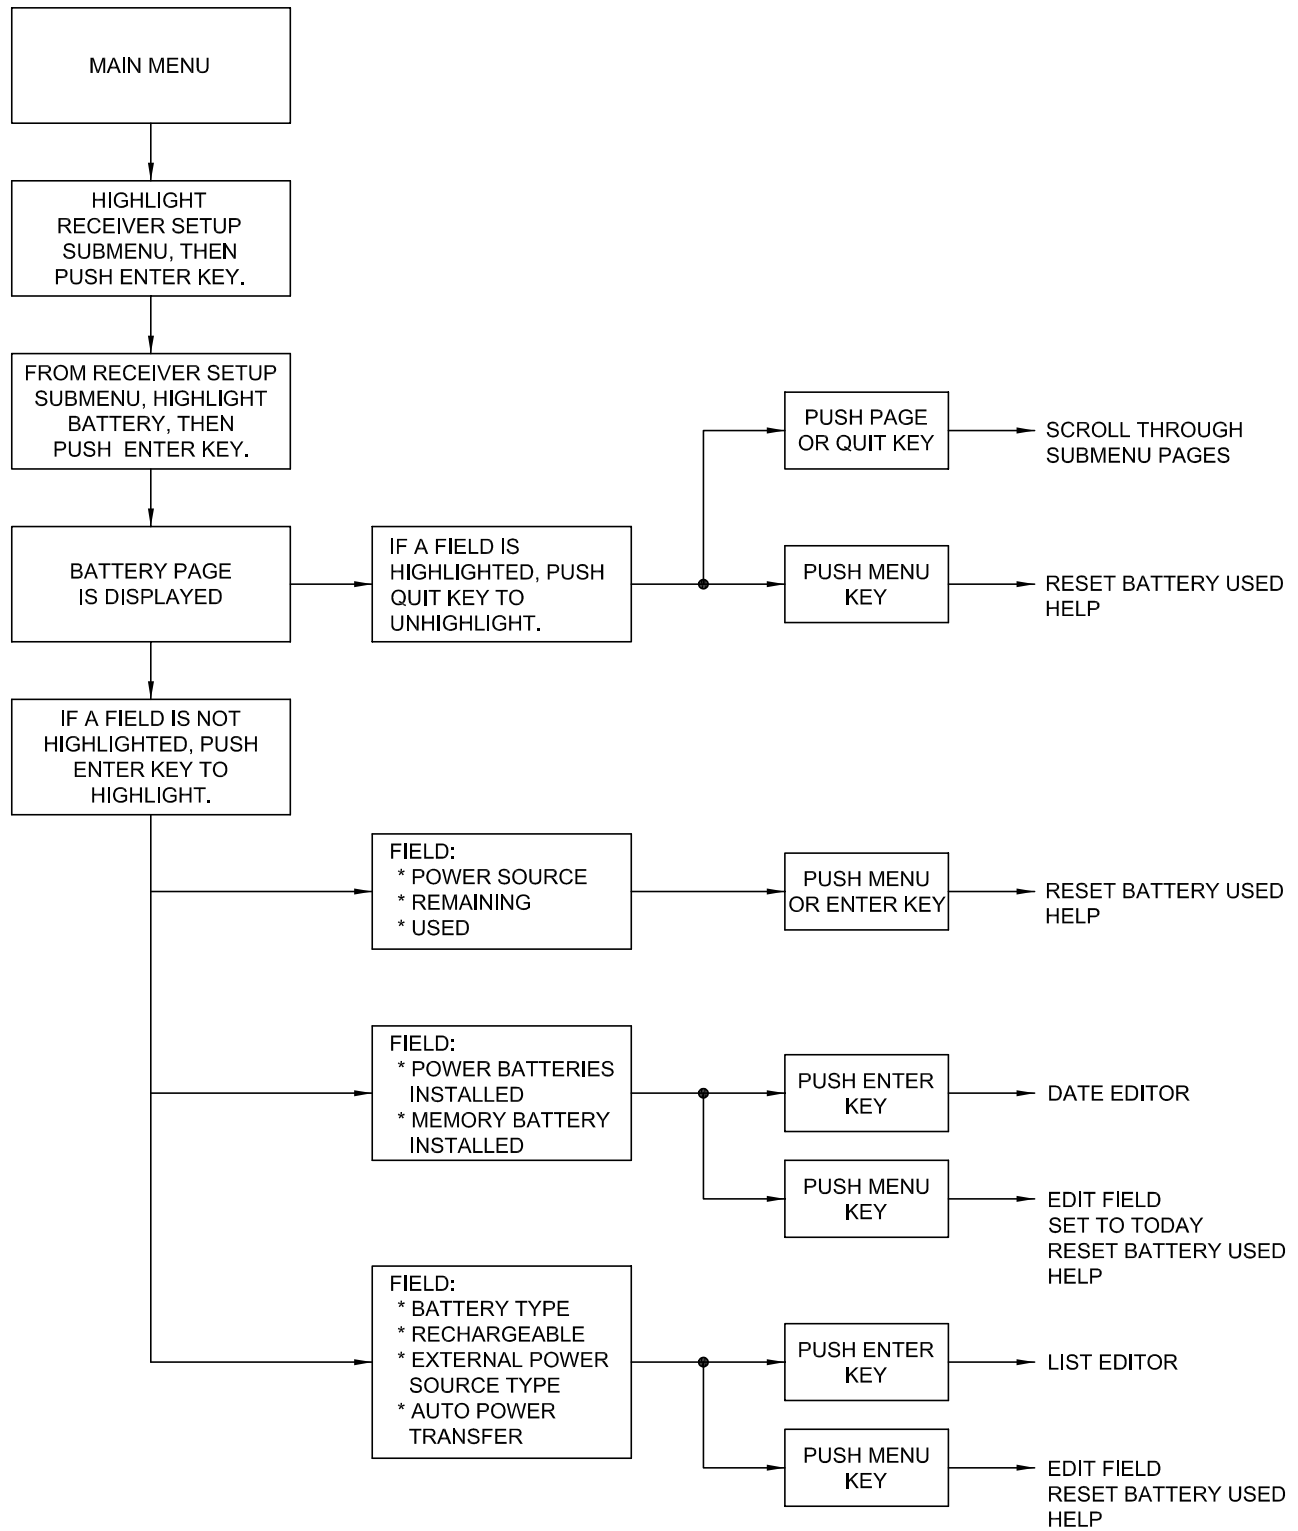 MAIN MENU
HIGHLIGHT
RECEIVER SETUP
SUBMENU, THEN
PUSH ENTER KEY.
FROM RECEIVER SETUP
SUBMENU, HIGHLIGHT
BATTERY, THEN
PUSH ENTER KEY.
BATTERY PAGE
IS DISPLAYED
IF A FIELD IS
HIGHLIGHTED, PUSH
QUIT KEY TO
UNHIGHLIGHT.
PUSH PAGE
OR QUIT KEY
SCROLL THROUGH
SUBMENU PAGES
PUSH MENU
KEY
RESET BATTERY USED
HELP
IF A FIELD IS NOT
HIGHLIGHTED, PUSH
ENTER KEY TO
HIGHLIGHT.
FIELD:
* POWER SOURCE
* REMAINING
* USED
PUSH MENU
OR ENTER KEY
RESET BATTERY USED
HELP
FIELD:
* POWER BATTERIES
INSTALLED
* MEMORY BATTERY
INSTALLED
PUSH ENTER
KEY
DATE EDITOR
PUSH MENU
KEY
EDIT FIELD
SET TO TODAY
RESET BATTERY USED
HELP
FIELD:
* BATTERY TYPE
* RECHARGEABLE
* EXTERNAL POWER
SOURCE TYPE
* AUTO POWER
TRANSFER
PUSH ENTER
KEY
LIST EDITOR
PUSH MENU
KEY
EDIT FIELD
RESET BATTERY USED
HELP